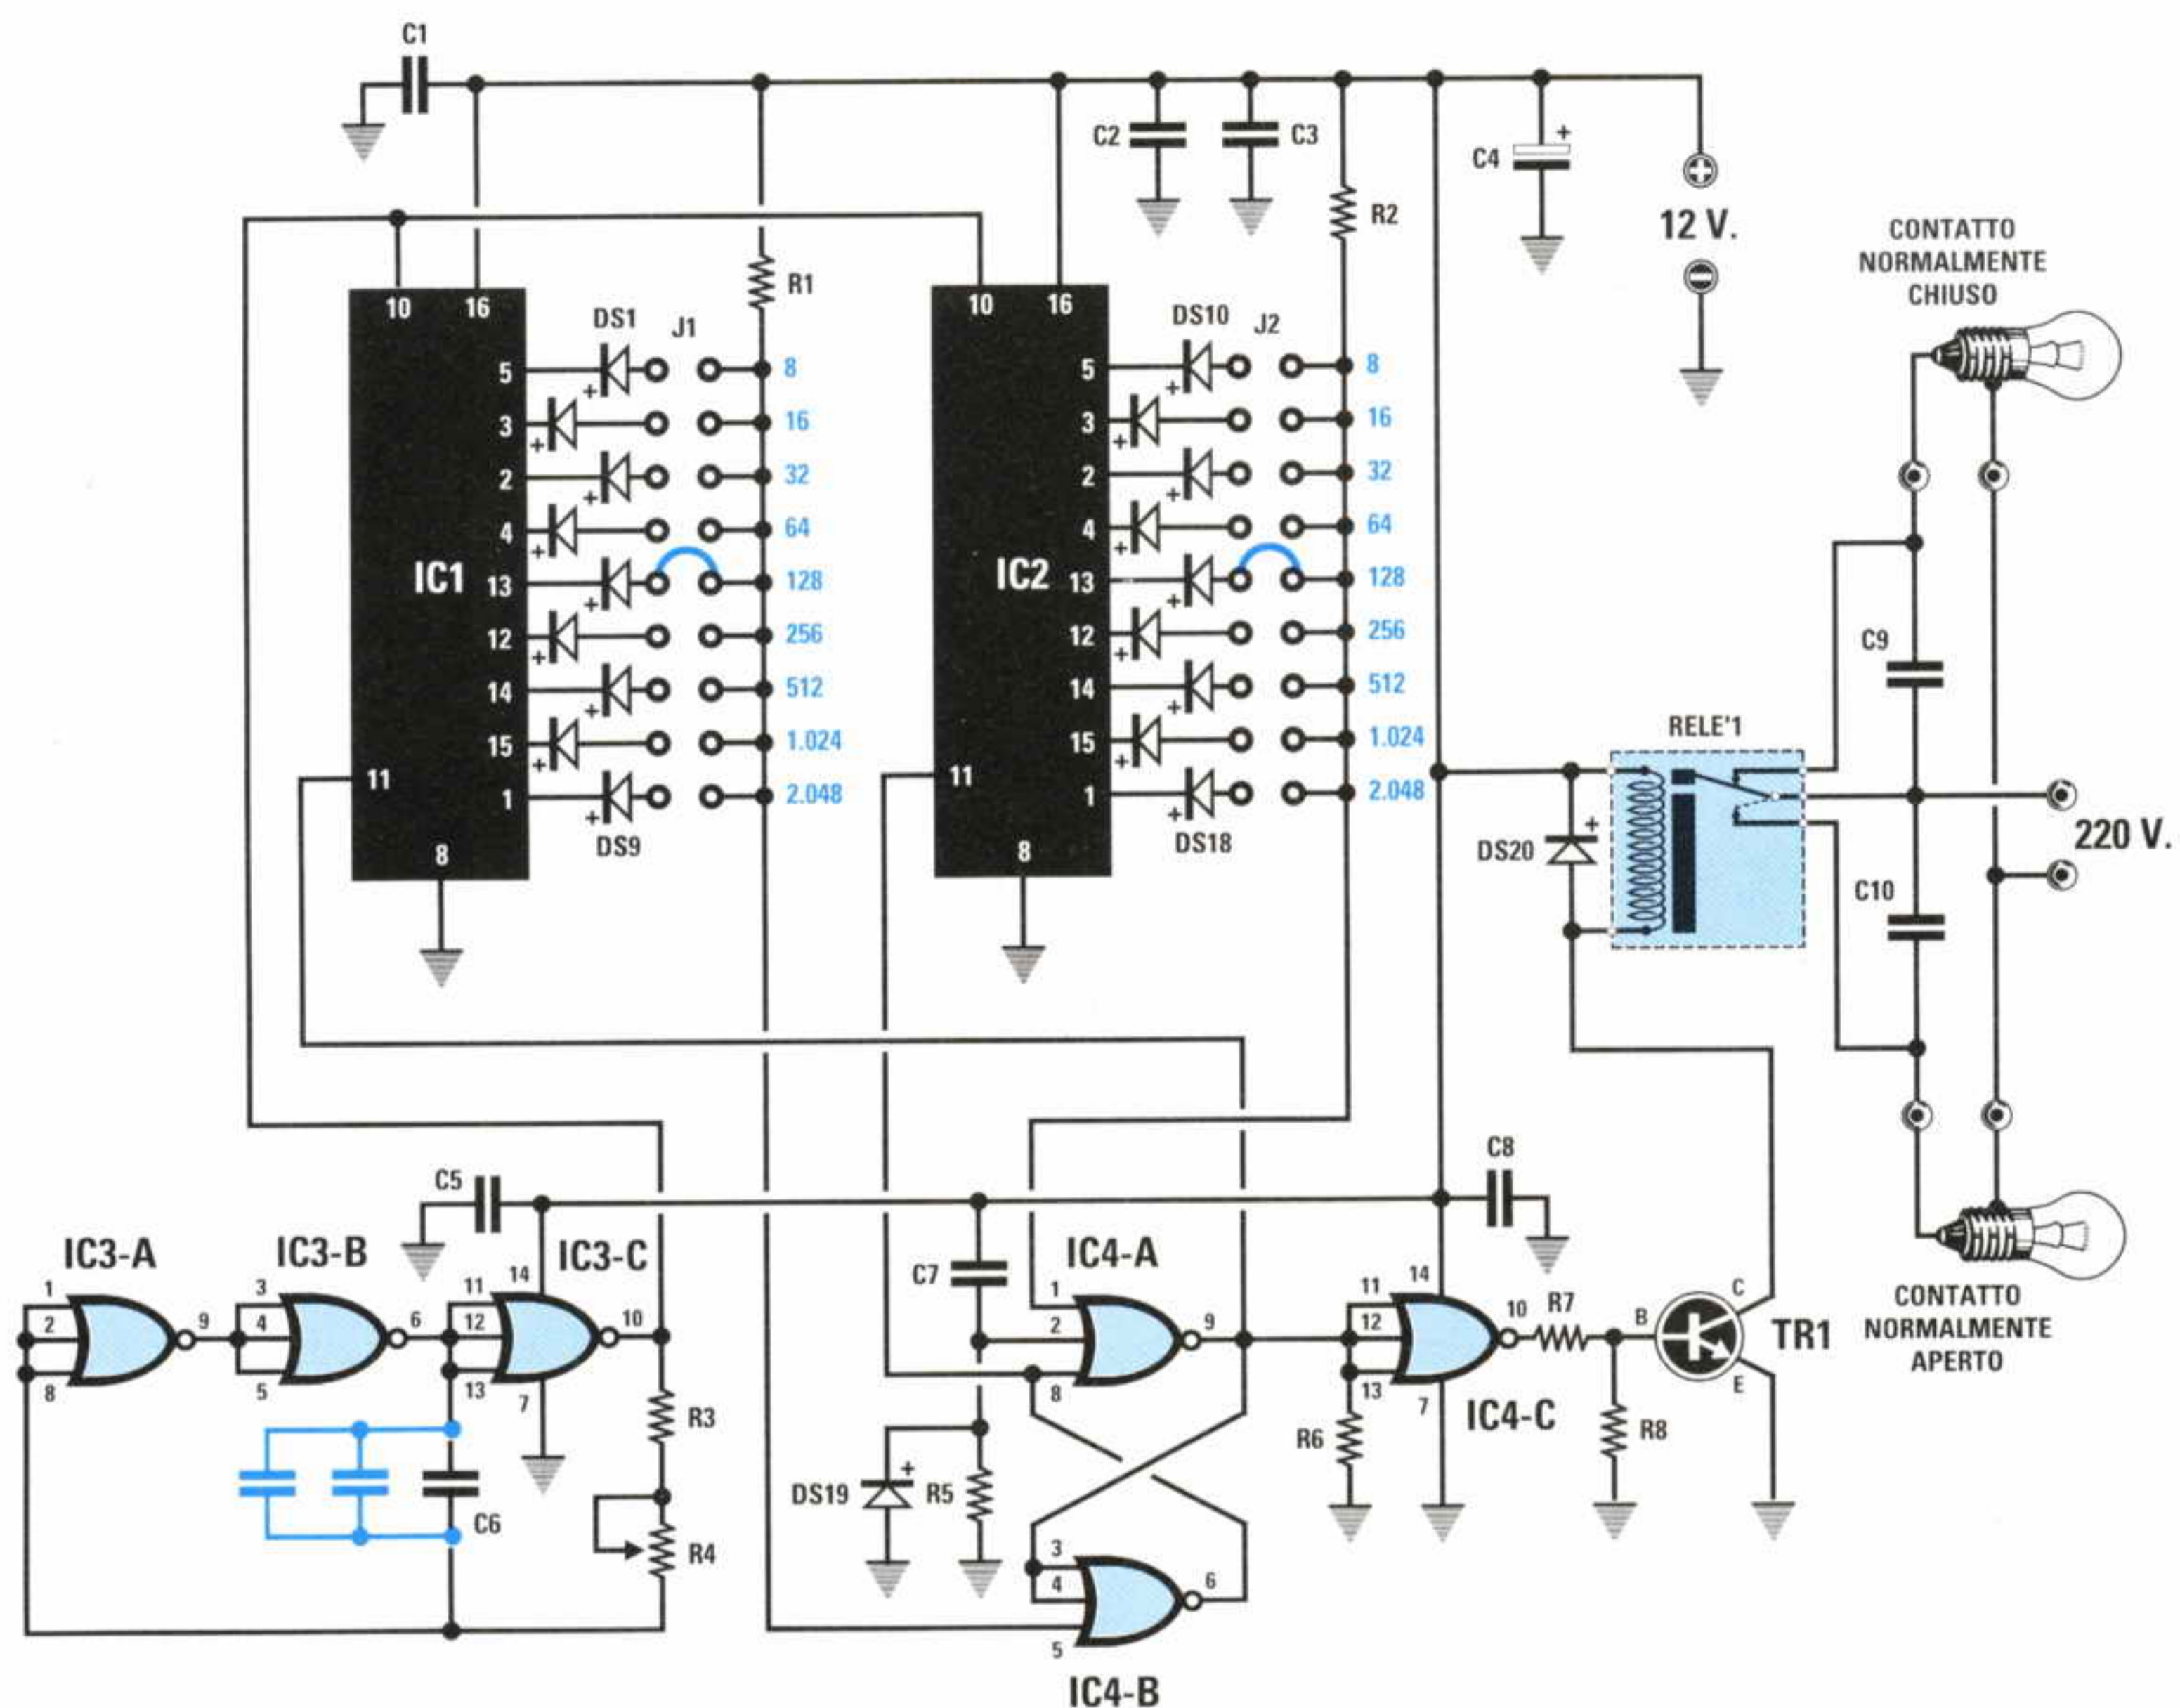 C1
C2
C3
C4
+
12 V.
R2
R1
CONTATTO
NORMALMENTE
CHIUSO
10
16
DS1
J1
5
+
8
3
+
16
2
+
32
4
+
64
IC1
13
+
128
12
+
256
14
+
512
15
+
1.024
11
1
+
2.048
DS9
8
10
16
DS10
J2
5
+
8
3
+
16
2
+
32
4
+
64
IC2
13
+
128
12
+
256
14
+
512
15
+
1.024
11
1
+
2.048
DS18
8
C9
RELE'1
DS20
+
220 V.
C10
C5
C8
IC3-A
1
2
8
9
IC3-B
3
4
5
6
IC3-C
11
12
13
14
7
10
R3
R4
C6
C7
IC4-A
1
2
8
9
DS19
+
R5
3
4
5
6
IC4-B
11
12
13
14
7
10
IC4-C
R6
R7
R8
B
C
E
TR1
CONTATTO
NORMALMENTE
APERTO